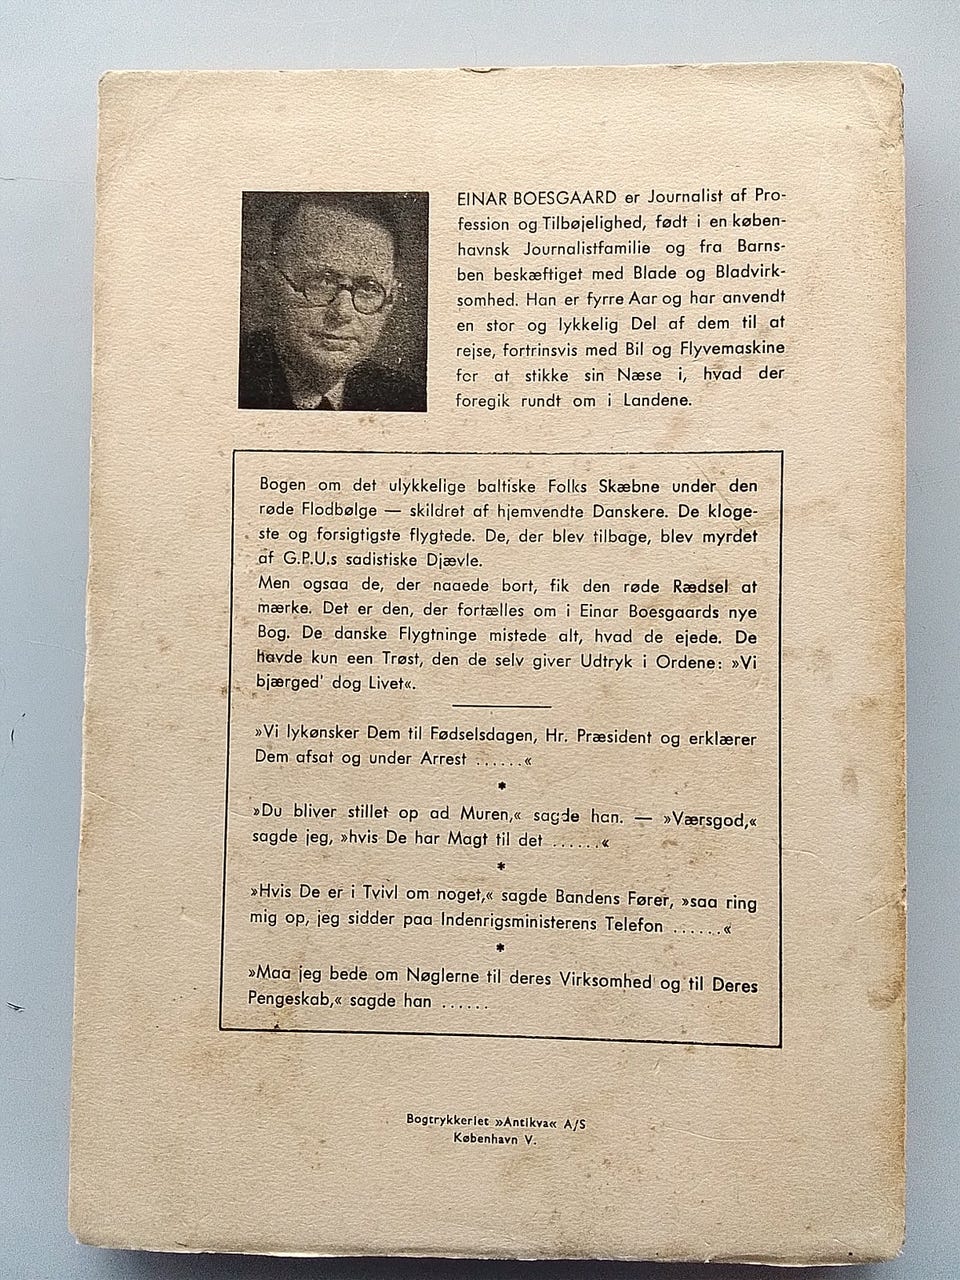 EINAR BOESGAARD er Journalist af Pro-
fession og Tilbøjelighed, født i en køben-
havnsk Journalistfamilie og fra Barns-
ben beskæftiget med Blade og Bladvirk-
somhed. Han er fyrre Aar og har anvendt
en stor og lykkelig Del af dem til at
rejse, fortrinsvis med Bil og Flyvemaskine
for at stikke sin Næse i, hvad der
foregik rundt om i Landene.
Bogen om det ulykkelige baltiske Folks Skæbne under den
røde Flodbølge — skildret af hjemvendte Danskere. De kloge-
ste og forsigtigste flygtede. De, der blev tilbage, blev myrdet
af G.P.U.s sadistiske Djævle.
Men ogsaa de, der naaede bort, fik den røde Rædsel at
mærke. Det er den, der fortælles om i Einar Boesgaards nye
Bog. De danske Flygtninge mistede alt, hvad de ejede. De
havde kun een Trøst, den de selv giver Udtryk i Ordene: »Vi
bjærged' dog Livet«.
»Vi lykønsker Dem til Fødselsdagen, Hr. Præsident og erklærer
Dem afsat og under Arrest ......«
*
»Du bliver stillet op ad Muren,« sagde han. — »Værsgod,«
sagde jeg, »hvis De har Magt til det ......«
*
»Hvis De er i Tvivl om noget,« sagde Bandens Fører, »saa ring
mig op, jeg sidder paa Indenrigsministerens Telefon ......«
*
»Maa jeg bede om Nøglerne til deres Virksomhed og til Deres
Pengeskab,« sagde han ......
Bogtrykkeriet »Antikva« A/S
København V.